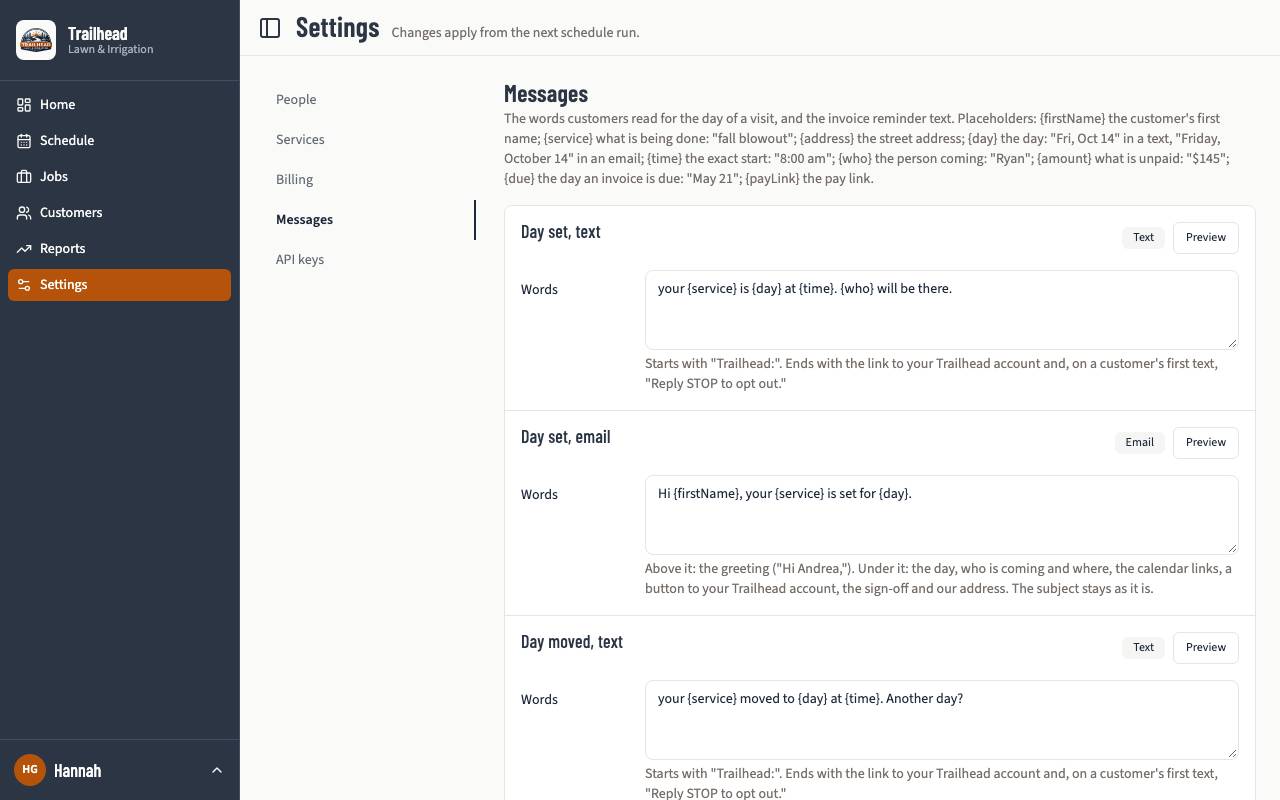 Trailhead
Lawn & Irrigation
Home
Schedule
Jobs
Customers
Reports
Settings
HG
Hannah
Settings
Changes apply from the next schedule run.
People
Services
Billing
Messages
API keys
Messages
The words customers read for the day of a visit, and the invoice reminder text. Placeholders: {firstName} the customer's first
name; {service} what is being done: "fall blowout"; {address} the street address; {day} the day: "Fri, Oct 14" in a text, "Friday,
October 14" in an email; {time} the exact start: "8:00 am"; {who} the person coming: "Ryan"; {amount} what is unpaid: "$145";
{due} the day an invoice is due: "May 21"; {payLink} the pay link.
Day set, text
Text
Preview
Words
your {service} is {day} at {time}. {who} will be there.
Starts with "Trailhead:". Ends with the link to your Trailhead account and, on a customer's first text,
"Reply STOP to opt out."
Day set, email
Email
Preview
Words
Hi {firstName}, your {service} is set for {day}.
Above it: the greeting ("Hi Andrea,"). Under it: the day, who is coming and where, the calendar links, a
button to your Trailhead account, the sign-off and our address. The subject stays as it is.
Day moved, text
Text
Preview
Words
your {service} moved to {day} at {time}. Another day?
Starts with "Trailhead:". Ends with the link to your Trailhead account and, on a customer's first text,
"Reply STOP to opt out."